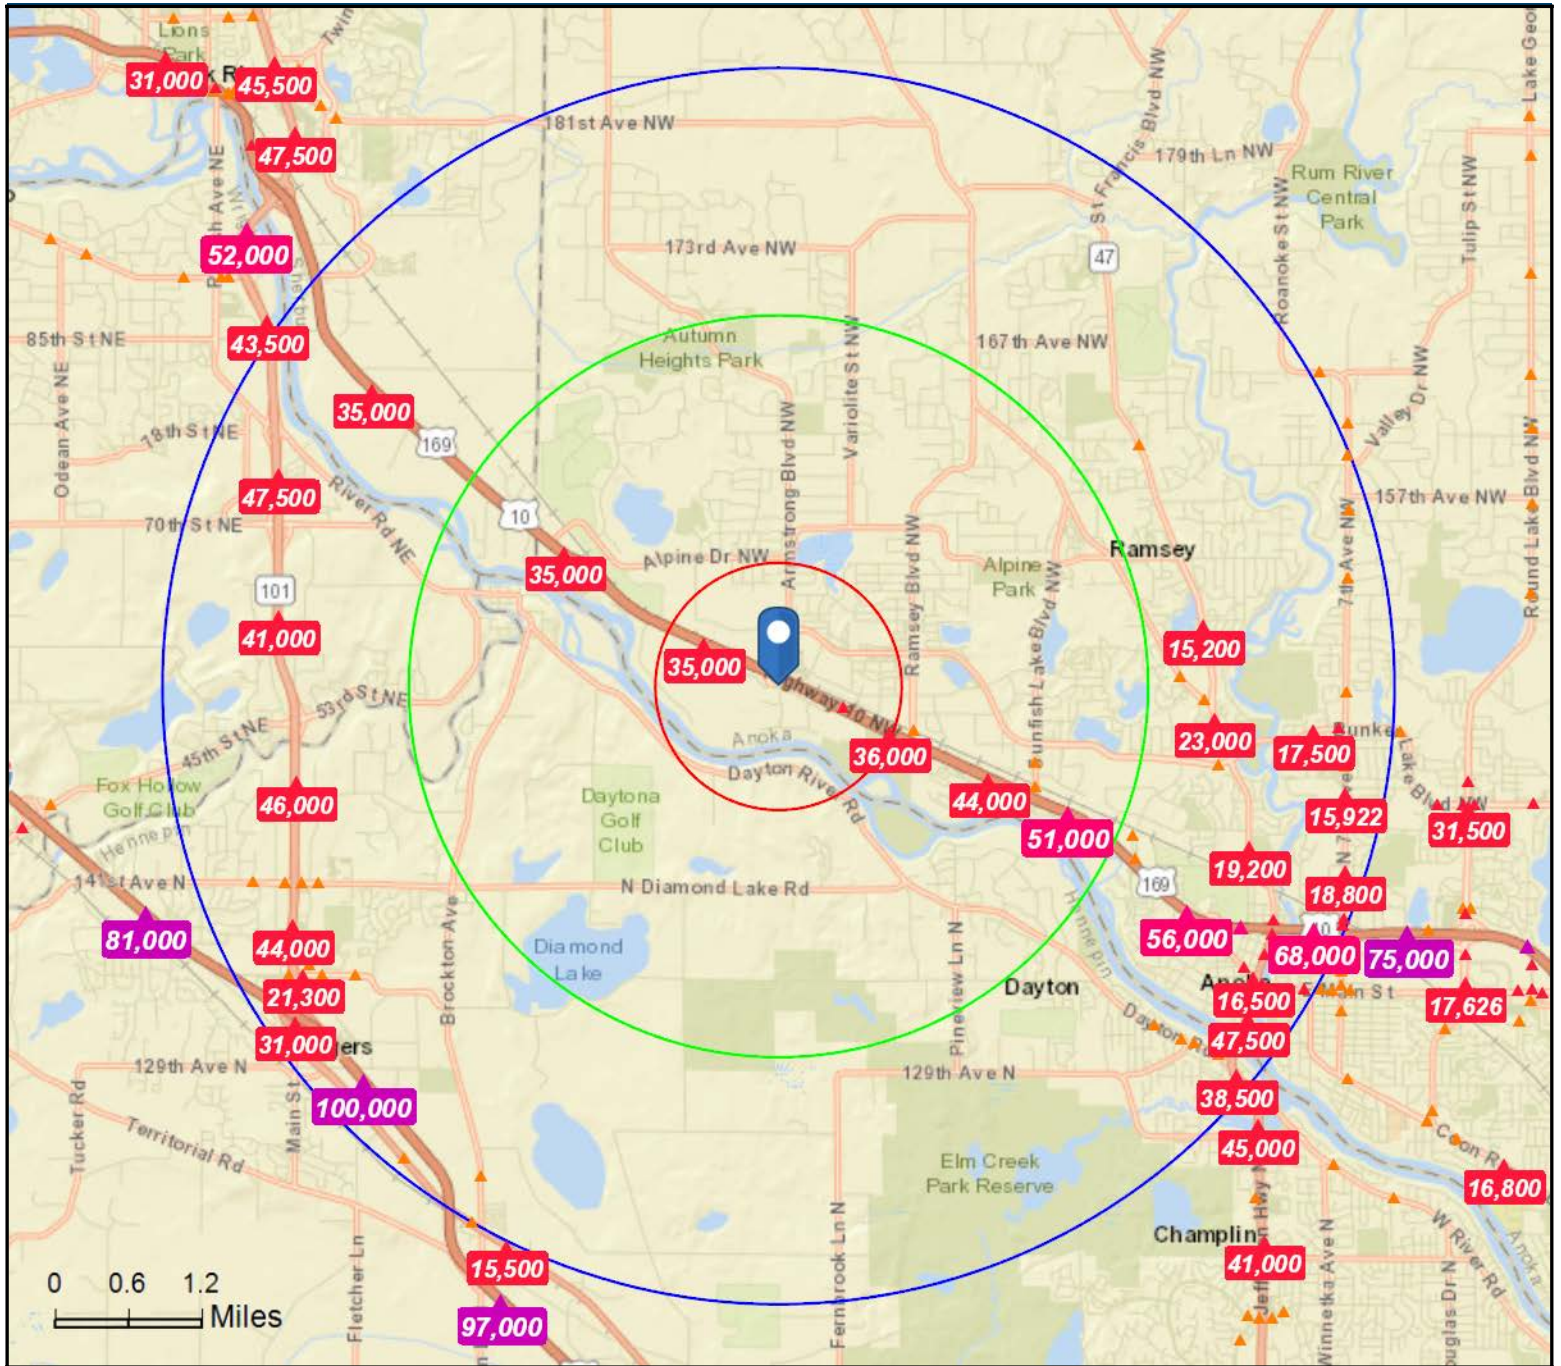 Lions
Park
Twin
31,000
45,500
47,500
181st Ave NW
St Francis Blvd NW
179th Ln NW
Rum River
Central
Park
Tulip St NW
Roanoke St NW
52,000
173rd Ave NW
47
85th St NE
43,500
Autumn
Heights Park
Variolite St NW
167th Ave NW
Odean Ave NE
35,000
78th St NE
169
Armstrong Blvd NW
Valley Dr NW
47,500
River Rd NE
70th St NE
10
157th Ave NW
7th Ave NW
Round Lake Blvd NW
Ramsey Blvd NW
Ramsey
Alpine Dr NW
35,000
Alpine
Park
101
41,000
Sunfish Lake Blvd NW
15,200
35,000
53rd St NE
45th St NE
Anoka
36,000
23,000
17,500
Dayton River Rd
Fox Hollow
Golf Club
46,000
Daytona
Golf
Club
44,000
51,000
15,922
31,500
Hennepin
141st Ave N
N Diamond Lake Rd
169
19,200
18,800
81,000
44,000
Brockton Ave
Diamond
Lake
Pineview Ln N
Hennepin
56,000
68,000
75,000
21,300
Dayton
16,500
17,626
31,000
129th Ave N
129th Ave N
47,500
100,000
38,500
Tucker Rd
Main St
Territorial Rd
45,000
Elm Creek
Park Reserve
16,800
Champlin
W River Rd
Anoka
Fletcher Ln
15,500
Fernbrook Ln N
41,000
Winnetka Ave N
97,000
0 0.6 1.2
Miles